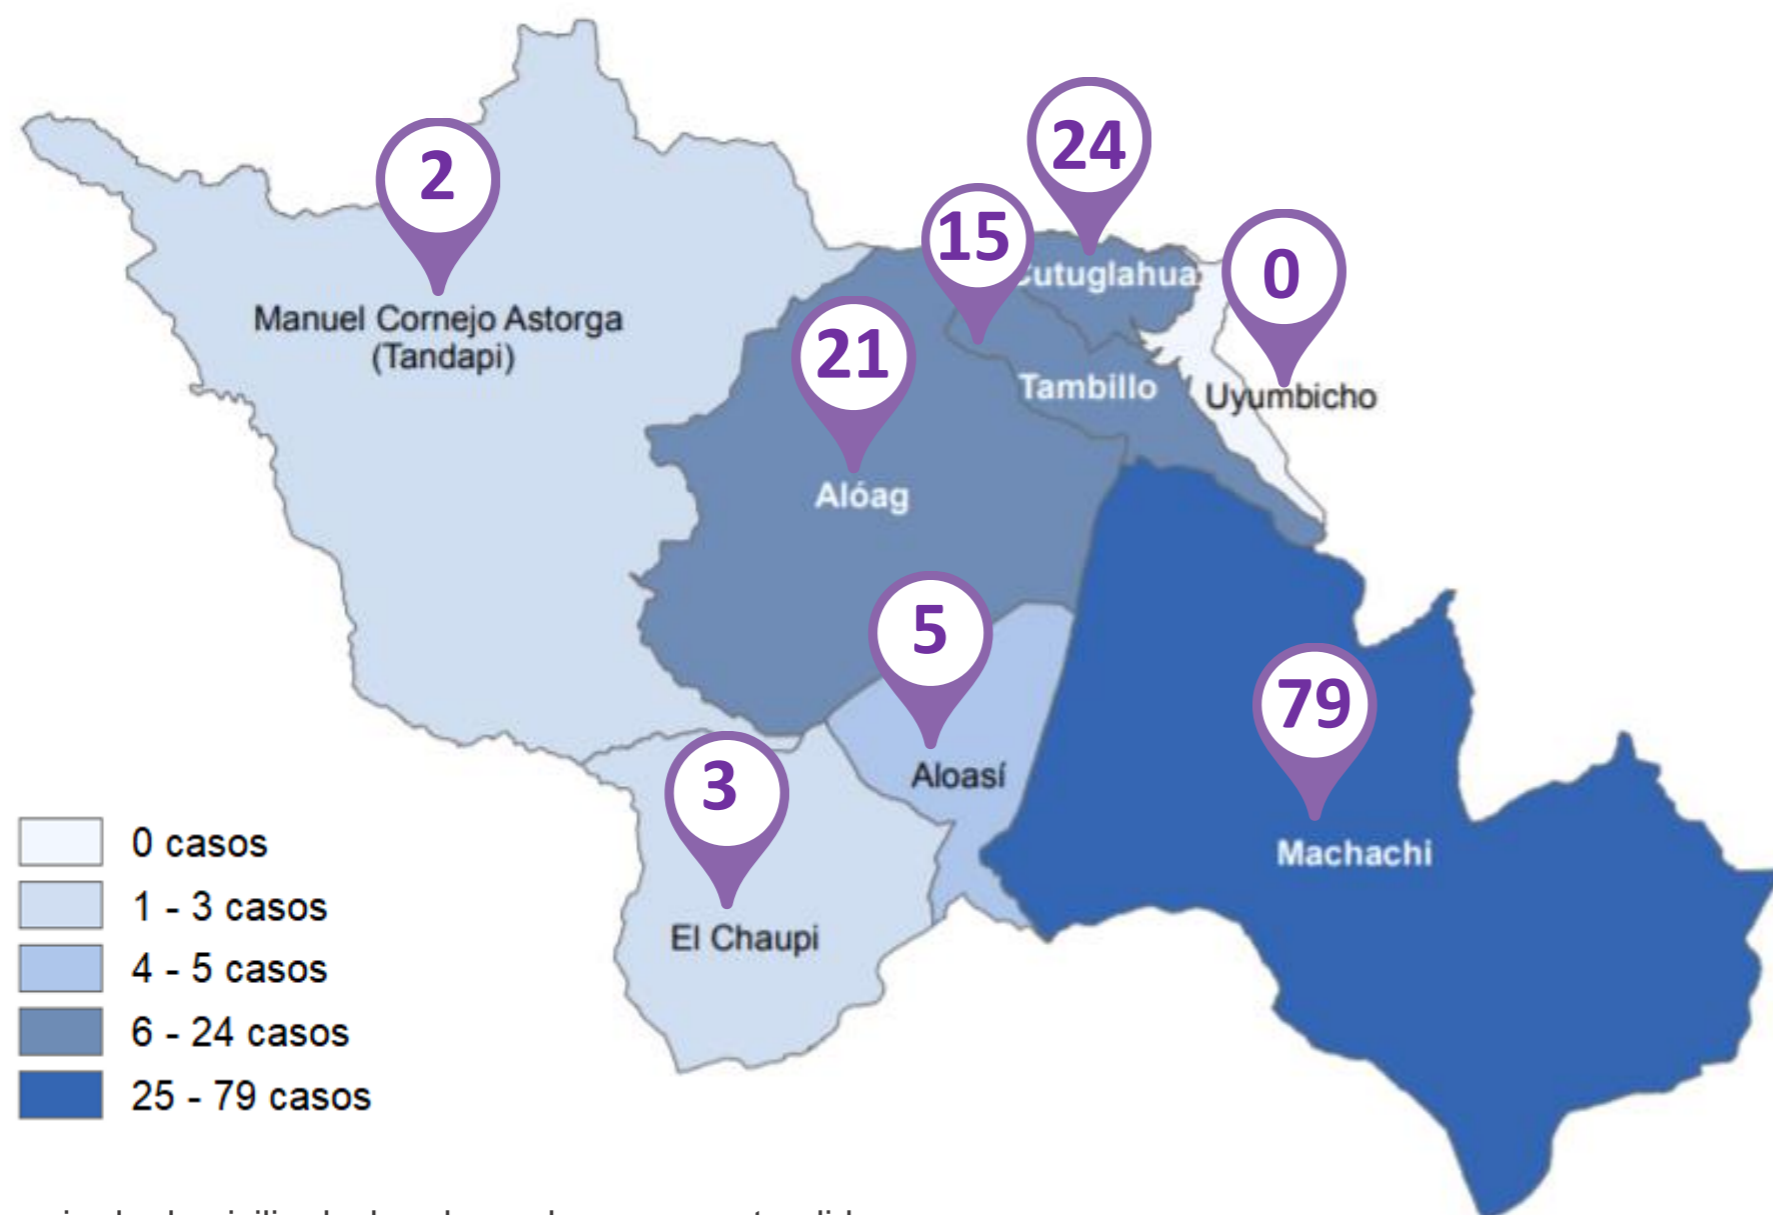 24
2
15
Cutuglahua
0
Manuel Cornejo Astorga
(Tandapi)
21
Tambillo
Uyumbicho
Alóag
5
79
3
Aloasí
Machachi
El Chaupi
0 casos
1 - 3 casos
4 - 5 casos
6 - 24 casos
25 - 79 casos